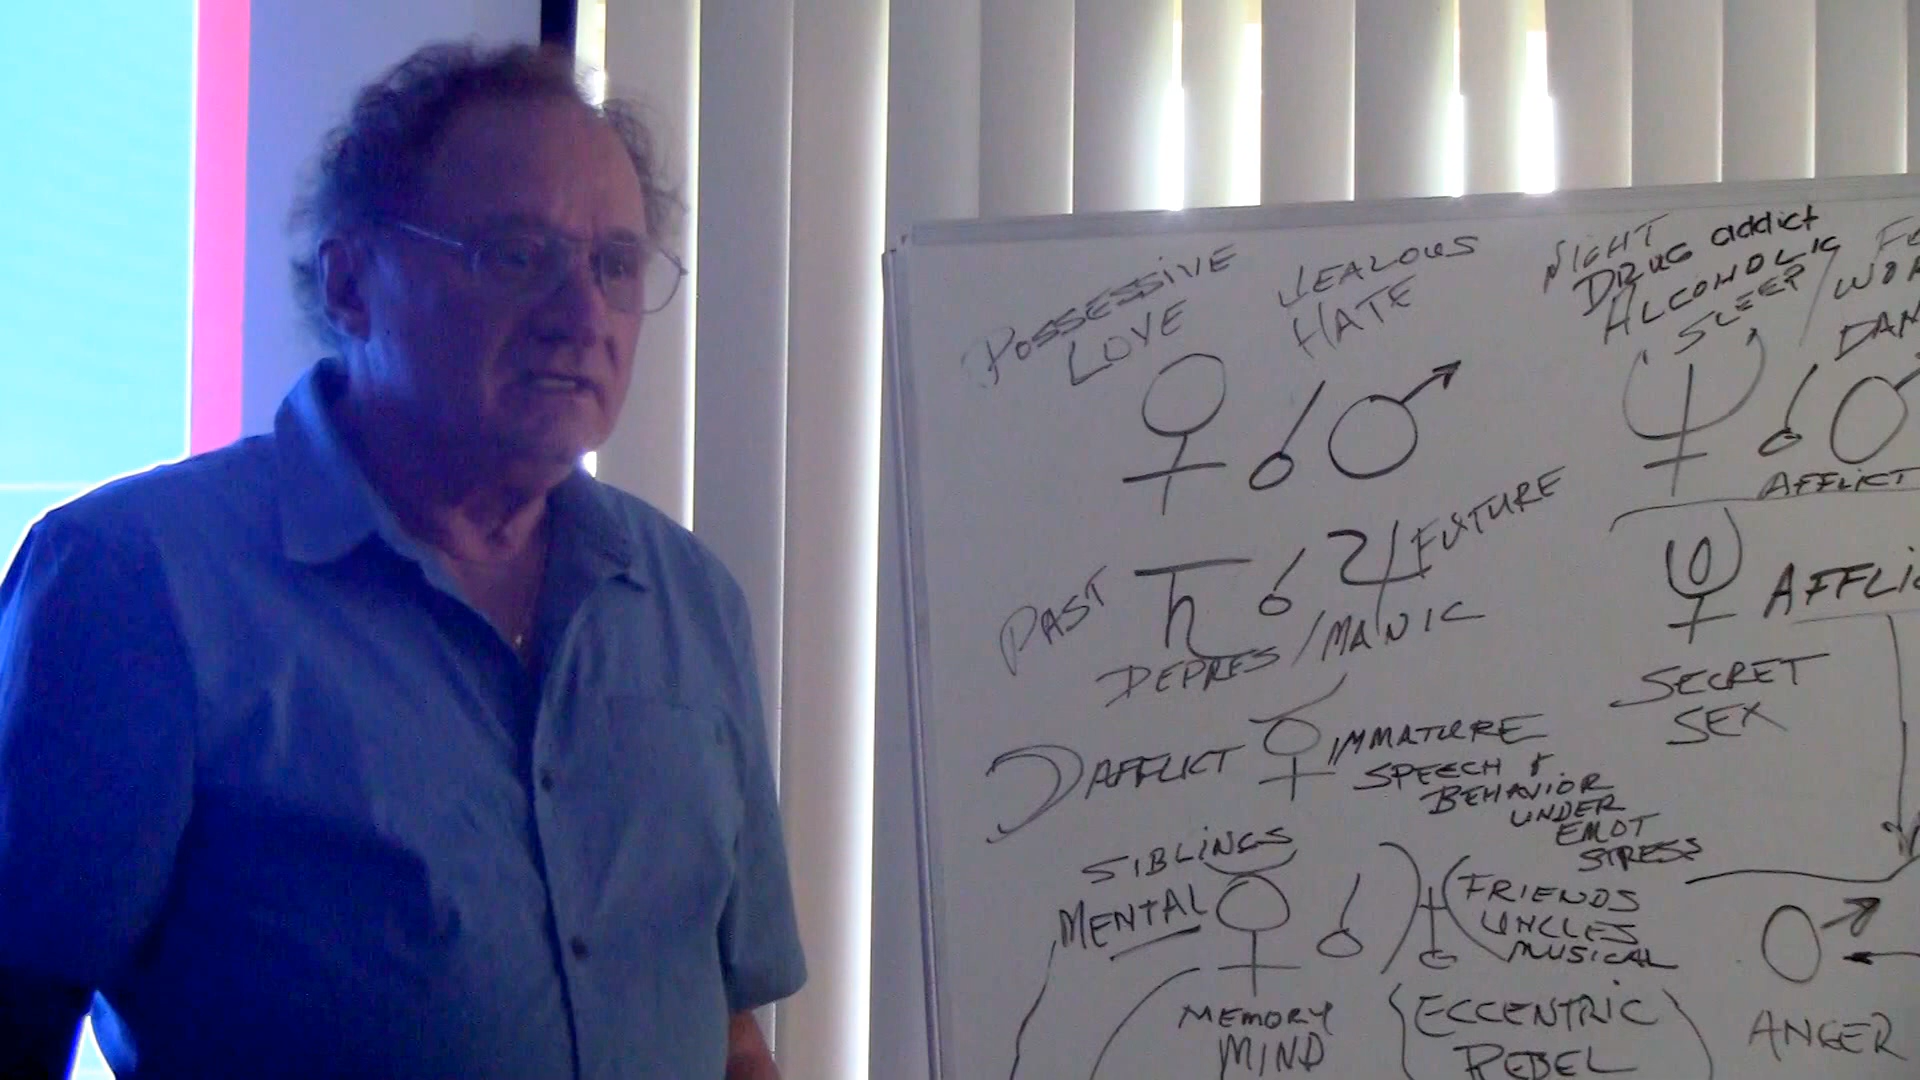 POSSESSIVE
LOVE
JEALOUS
HATE
NIGHT
DRUG addict
ALCOHOLIC
SLEEP
PAST
FUTURE
DEPRES / MANIC
AFFLICT
AFFLICT
IMMATURE
SPEECH &
BEHAVIOR
UNDER
EMOT
STRESS
SECRET
SEX
SIBLINGS
MENTAL
FRIENDS
UNCLES
MUSICAL
MEMORY
MIND
ECCENTRIC
REBEL
ANGER